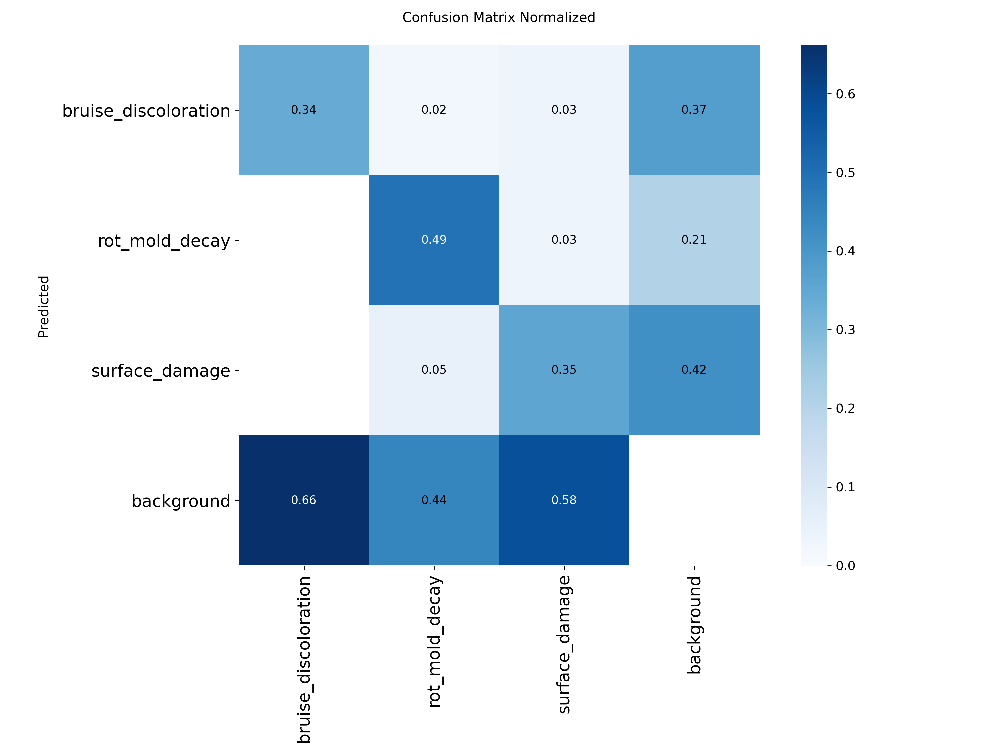 Confusion Matrix Normalized
bruise_discoloration
0.34
0.02
0.03
0.37
rot_mold_decay
0.49
0.03
0.21
surface_damage
0.05
0.35
0.42
background
0.66
0.44
0.58
Predicted
bruise_discoloration
rot_mold_decay
surface_damage
background
0.6
0.5
0.4
0.3
0.2
0.1
0.0